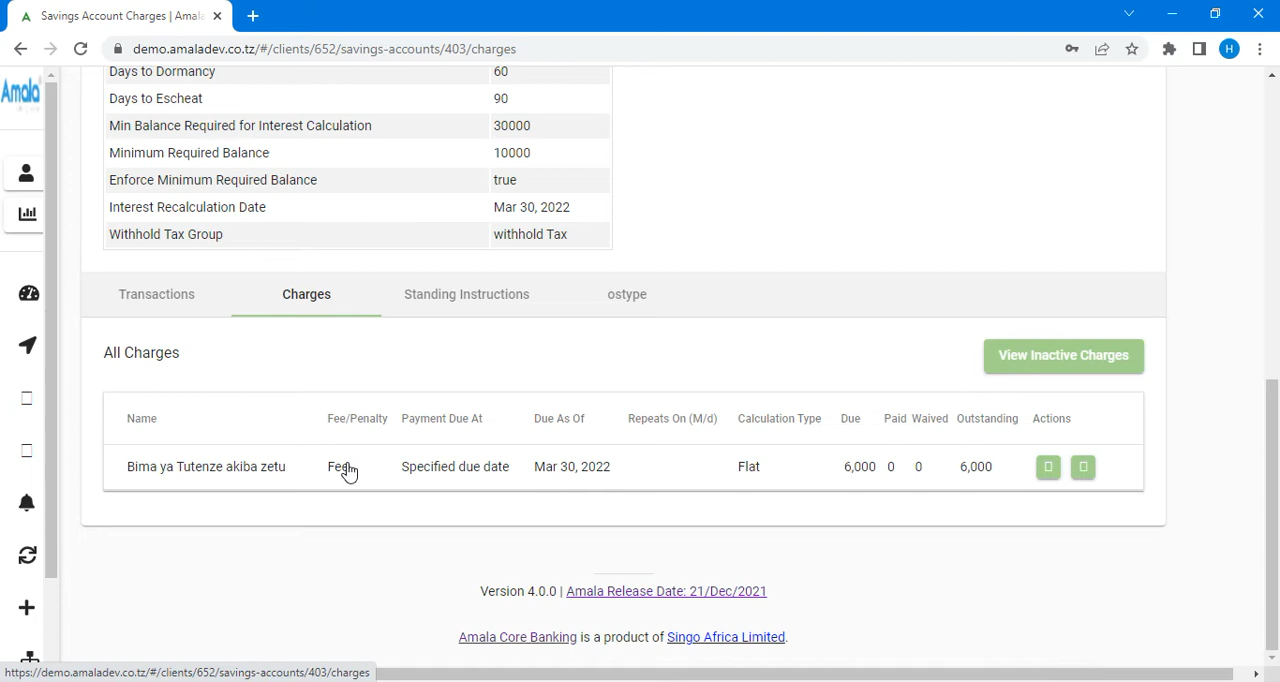 Savings Account Charges | Amala
demo.amaladev.co.tz/#/clients/652/savings-accounts/403/charges
H
Amala
Days to Dormancy 60
Days to Escheat 90
Min Balance Required for Interest Calculation 30000
Minimum Required Balance 10000
Enforce Minimum Required Balance true
Interest Recalculation Date Mar 30, 2022
Withhold Tax Group withhold Tax
Transactions Charges Standing Instructions ostype
All Charges View Inactive Charges
Name Fee/Penalty Payment Due At Due As Of Repeats On (M/d) Calculation Type Due Paid Waived Outstanding Actions
Bima ya Tutenze akiba zetu Fee Specified due date Mar 30, 2022 Flat 6,000 0 0 6,000
Version 4.0.0 | Amala Release Date: 21/Dec/2021
Amala Core Banking is a product of Singo Africa Limited.
https://demo.amaladev.co.tz/#/clients/652/savings-accounts/403/charges